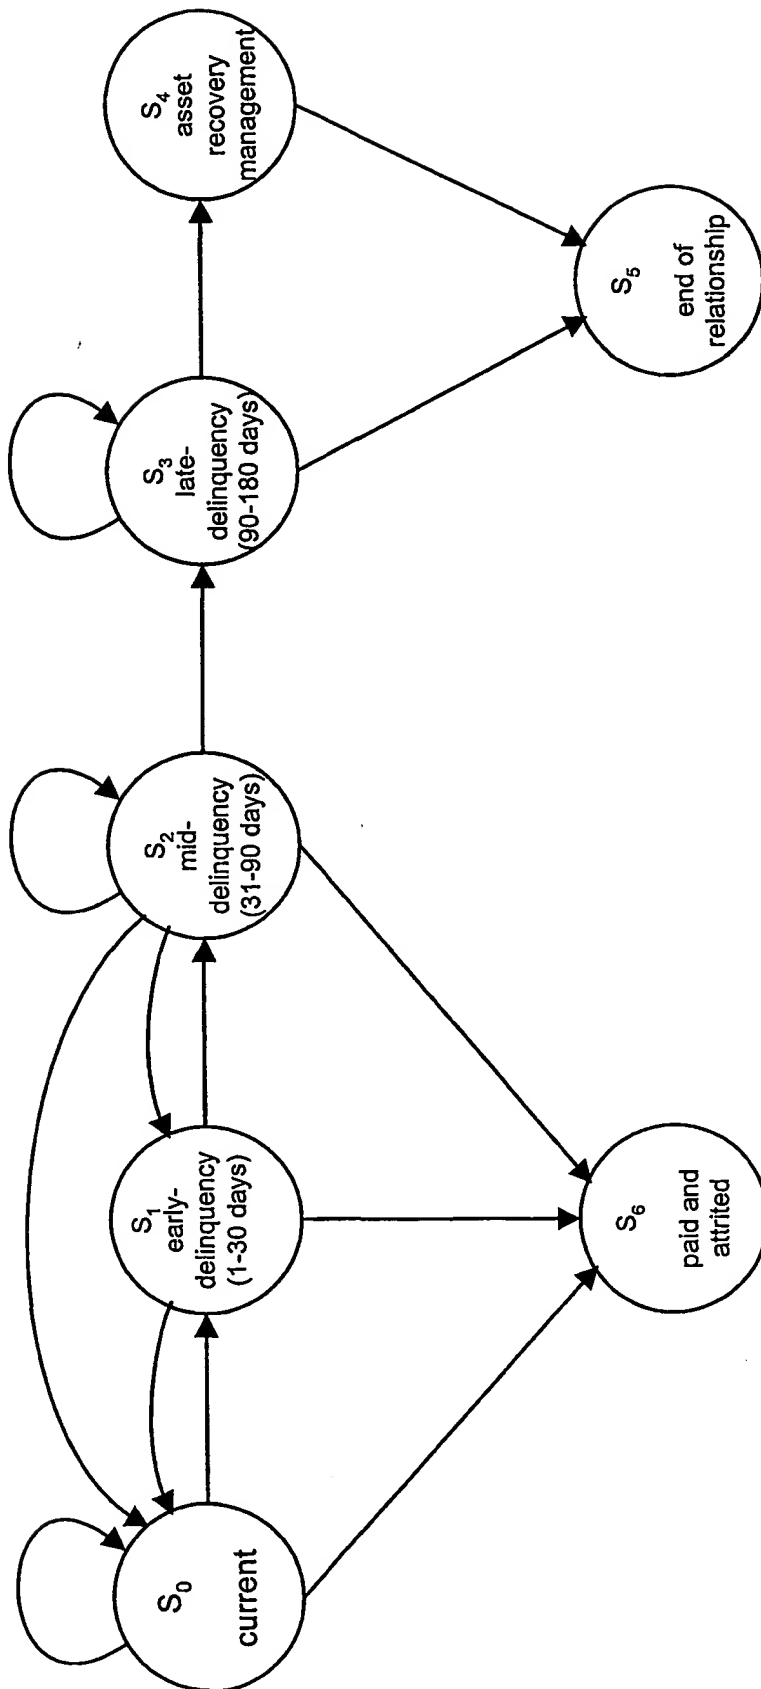 S0
current
S1
early-
delinquency
(1-30 days)
S2
mid-
delinquency
(31-90 days)
S3
late-
delinquency
(90-180 days)
S4
asset
recovery
management
S6
paid and
attrited
S5
end of
relationship